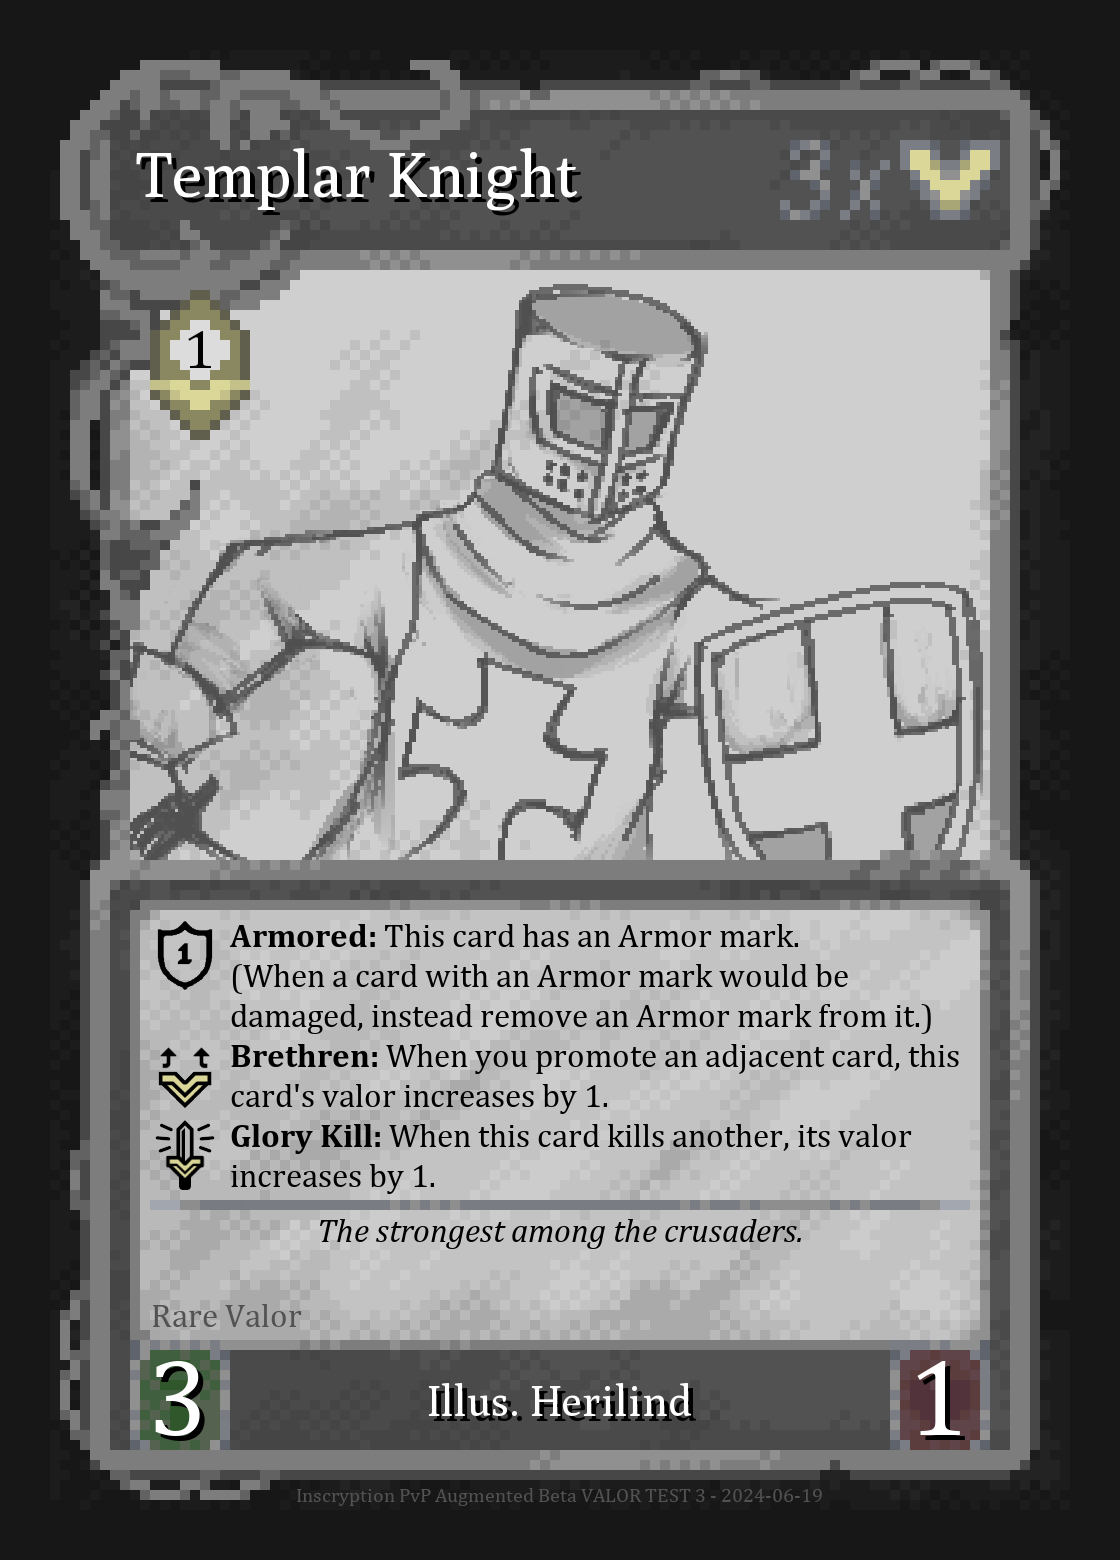 Templar Knight
3x
1
1
Armored: This card has an Armor mark.
(When a card with an Armor mark would be
damaged, instead remove an Armor mark from it.)
Brethren: When you promote an adjacent card, this
card's valor increases by 1.
Glory Kill: When this card kills another, its valor
increases by 1.
The strongest among the crusaders.
Rare Valor
3
Illus. Herilind
1
Inscryption PvP Augmented Beta VALOR TEST 3 - 2024-06-19